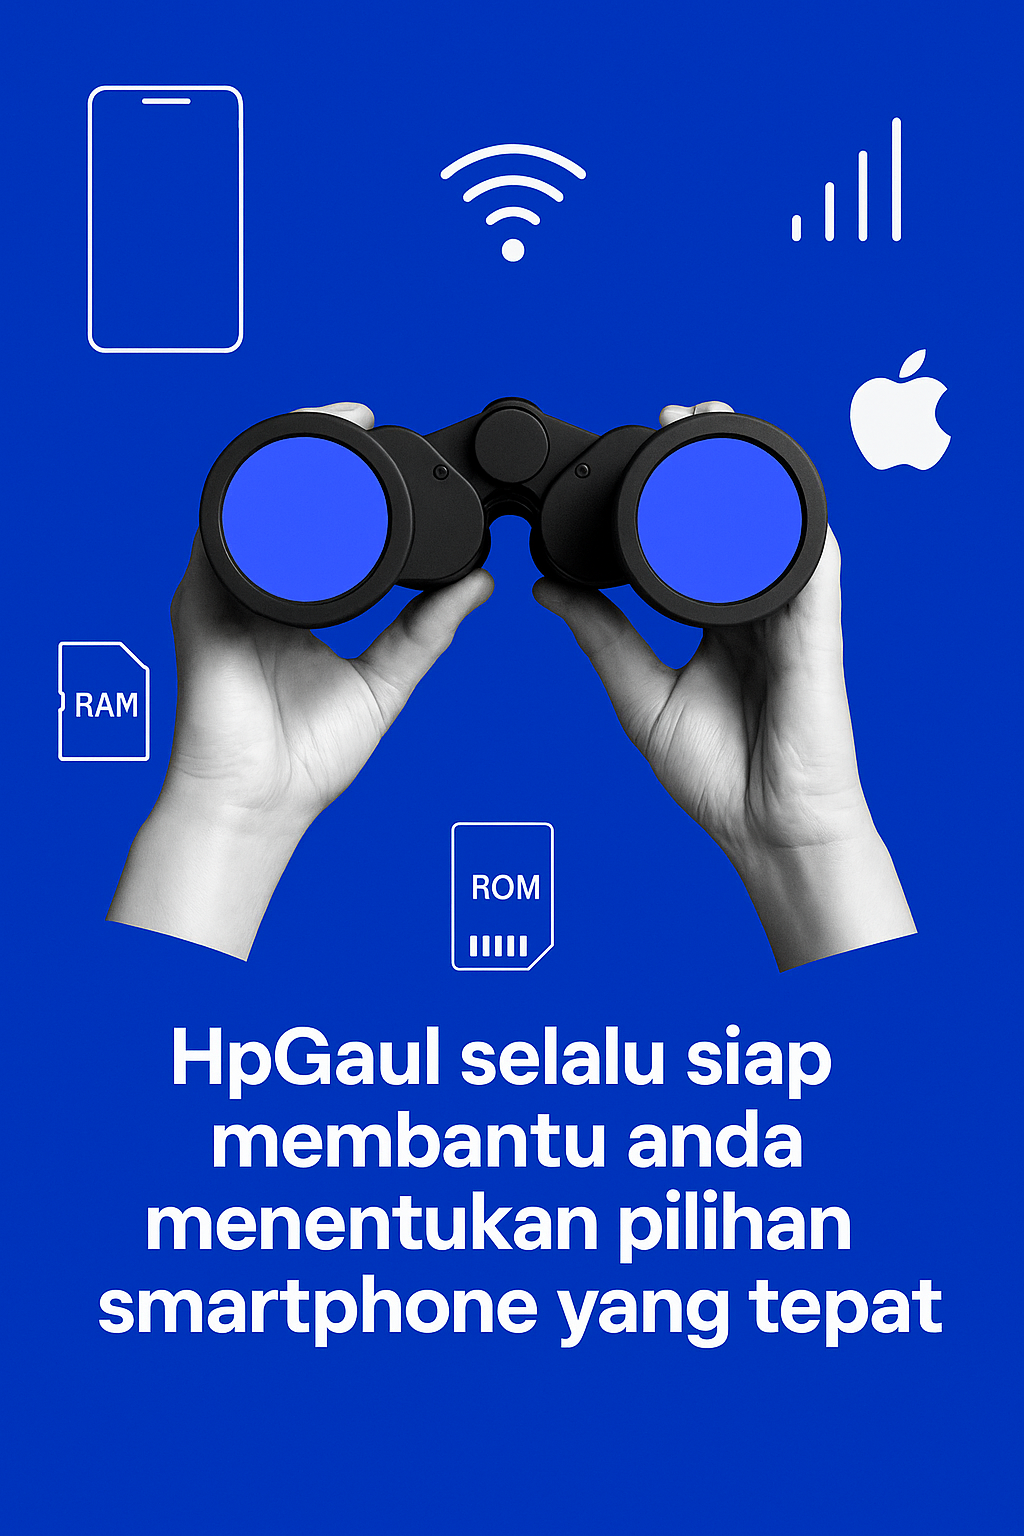 RAM
ROM
HpGaul selalu siap
membantu anda
menentukan pilihan
smartphone yang tepat